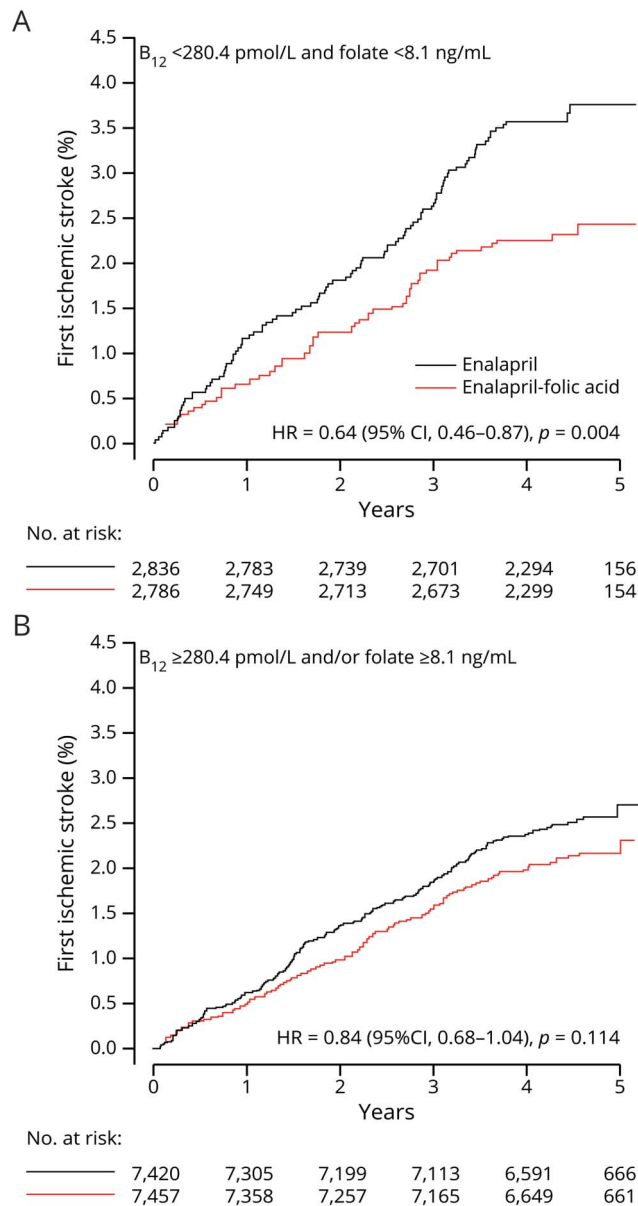 A
4.5
4.0
3.5
3.0
2.5
2.0
1.5
1.0
0.5
0.0
First ischemic stroke (%)
B12 <280.4 pmol/L and folate <8.1 ng/mL
Enalapril
Enalapril-folic acid
HR = 0.64 (95% CI, 0.46–0.87), p = 0.004
0 1 2 3 4 5
Years
No. at risk:
2,836 2,783 2,739 2,701 2,294 156
2,786 2,749 2,713 2,673 2,299 154
B
4.5
4.0
3.5
3.0
2.5
2.0
1.5
1.0
0.5
0.0
First ischemic stroke (%)
B12 ≥280.4 pmol/L and/or folate ≥8.1 ng/mL
HR = 0.84 (95%CI, 0.68–1.04), p = 0.114
0 1 2 3 4 5
Years
No. at risk:
7,420 7,305 7,199 7,113 6,591 666
7,457 7,358 7,257 7,165 6,649 661